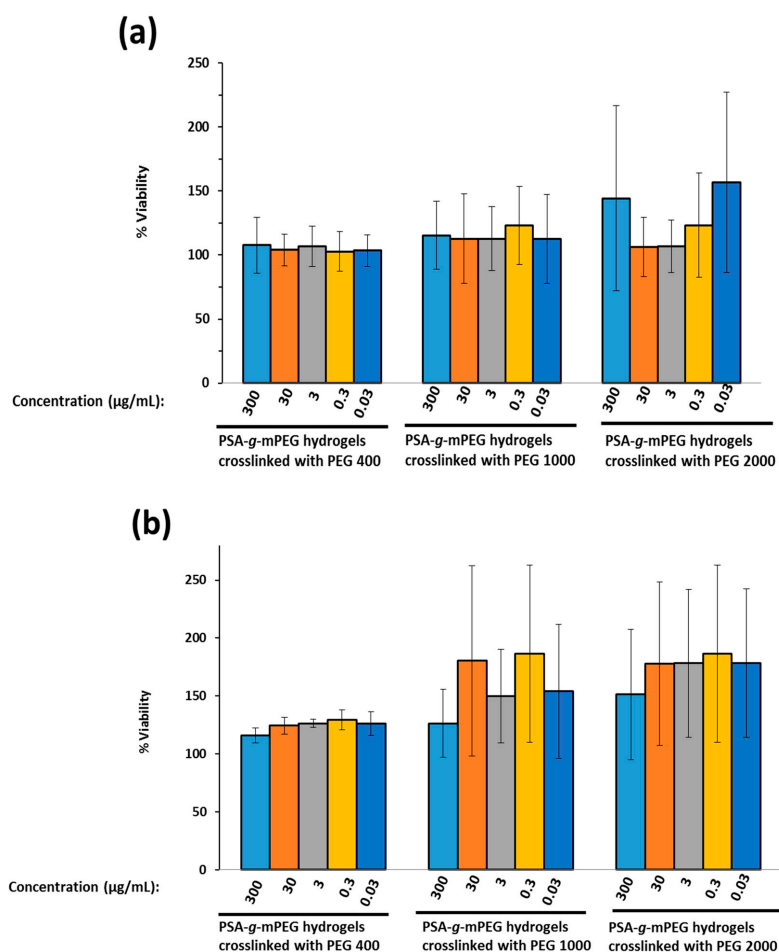 (a)
250
200
150
100
50
0
% Viability
Concentration (µg/mL):
300 30 3 0.3 0.03 300 30 3 0.3 0.03 300 30 3 0.3 0.03
PSA-g-mPEG hydrogels
crosslinked with PEG 400
PSA-g-mPEG hydrogels
crosslinked with PEG 1000
PSA-g-mPEG hydrogels
crosslinked with PEG 2000
(b)
250
200
150
100
50
0
% Viability
Concentration (µg/mL):
300 30 3 0.3 0.03 300 30 3 0.3 0.03 300 30 3 0.3 0.03
PSA-g-mPEG hydrogels
crosslinked with PEG 400
PSA-g-mPEG hydrogels
crosslinked with PEG 1000
PSA-g-mPEG hydrogels
crosslinked with PEG 2000